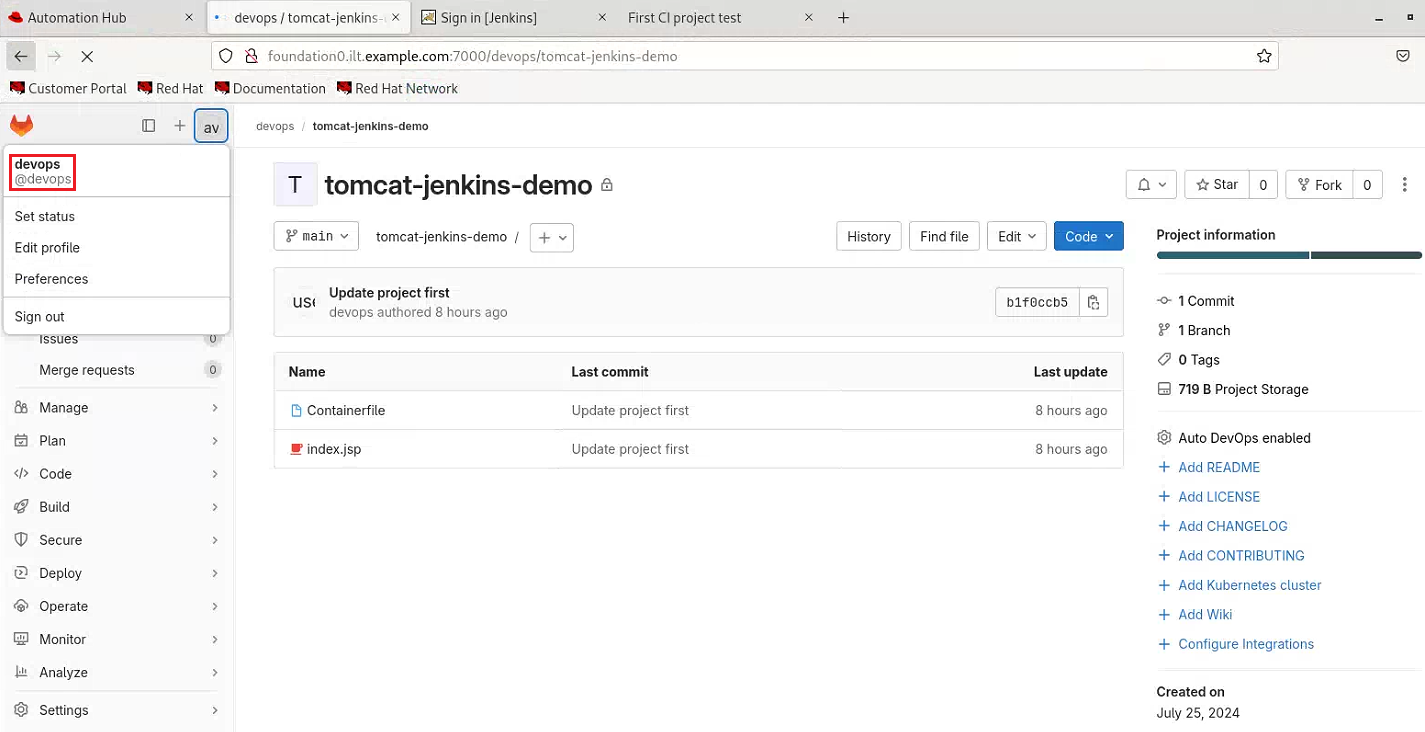 Automation Hub
devops / tomcat-jenkins-
Sign in [Jenkins]
First CI project test
foundation0.ilt.example.com:7000/devops/tomcat-jenkins-demo
Customer Portal
Red Hat
Documentation
Red Hat Network
av
devops / tomcat-jenkins-demo
devops
@devops
Set status
Edit profile
Preferences
Sign out
Issues 0
Merge requests 0
Manage
Plan
Code
Build
Secure
Deploy
Operate
Monitor
Analyze
Settings
T tomcat-jenkins-demo
Star 0
Fork 0
main
tomcat-jenkins-demo /
History
Find file
Edit
Code
use
Update project first
devops authored 8 hours ago
b1f0ccb5
Name Last commit Last update
Containerfile Update project first 8 hours ago
index.jsp Update project first 8 hours ago
Project information
1 Commit
1 Branch
0 Tags
719 B Project Storage
Auto DevOps enabled
Add README
Add LICENSE
Add CHANGELOG
Add CONTRIBUTING
Add Kubernetes cluster
Add Wiki
Configure Integrations
Created on
July 25, 2024